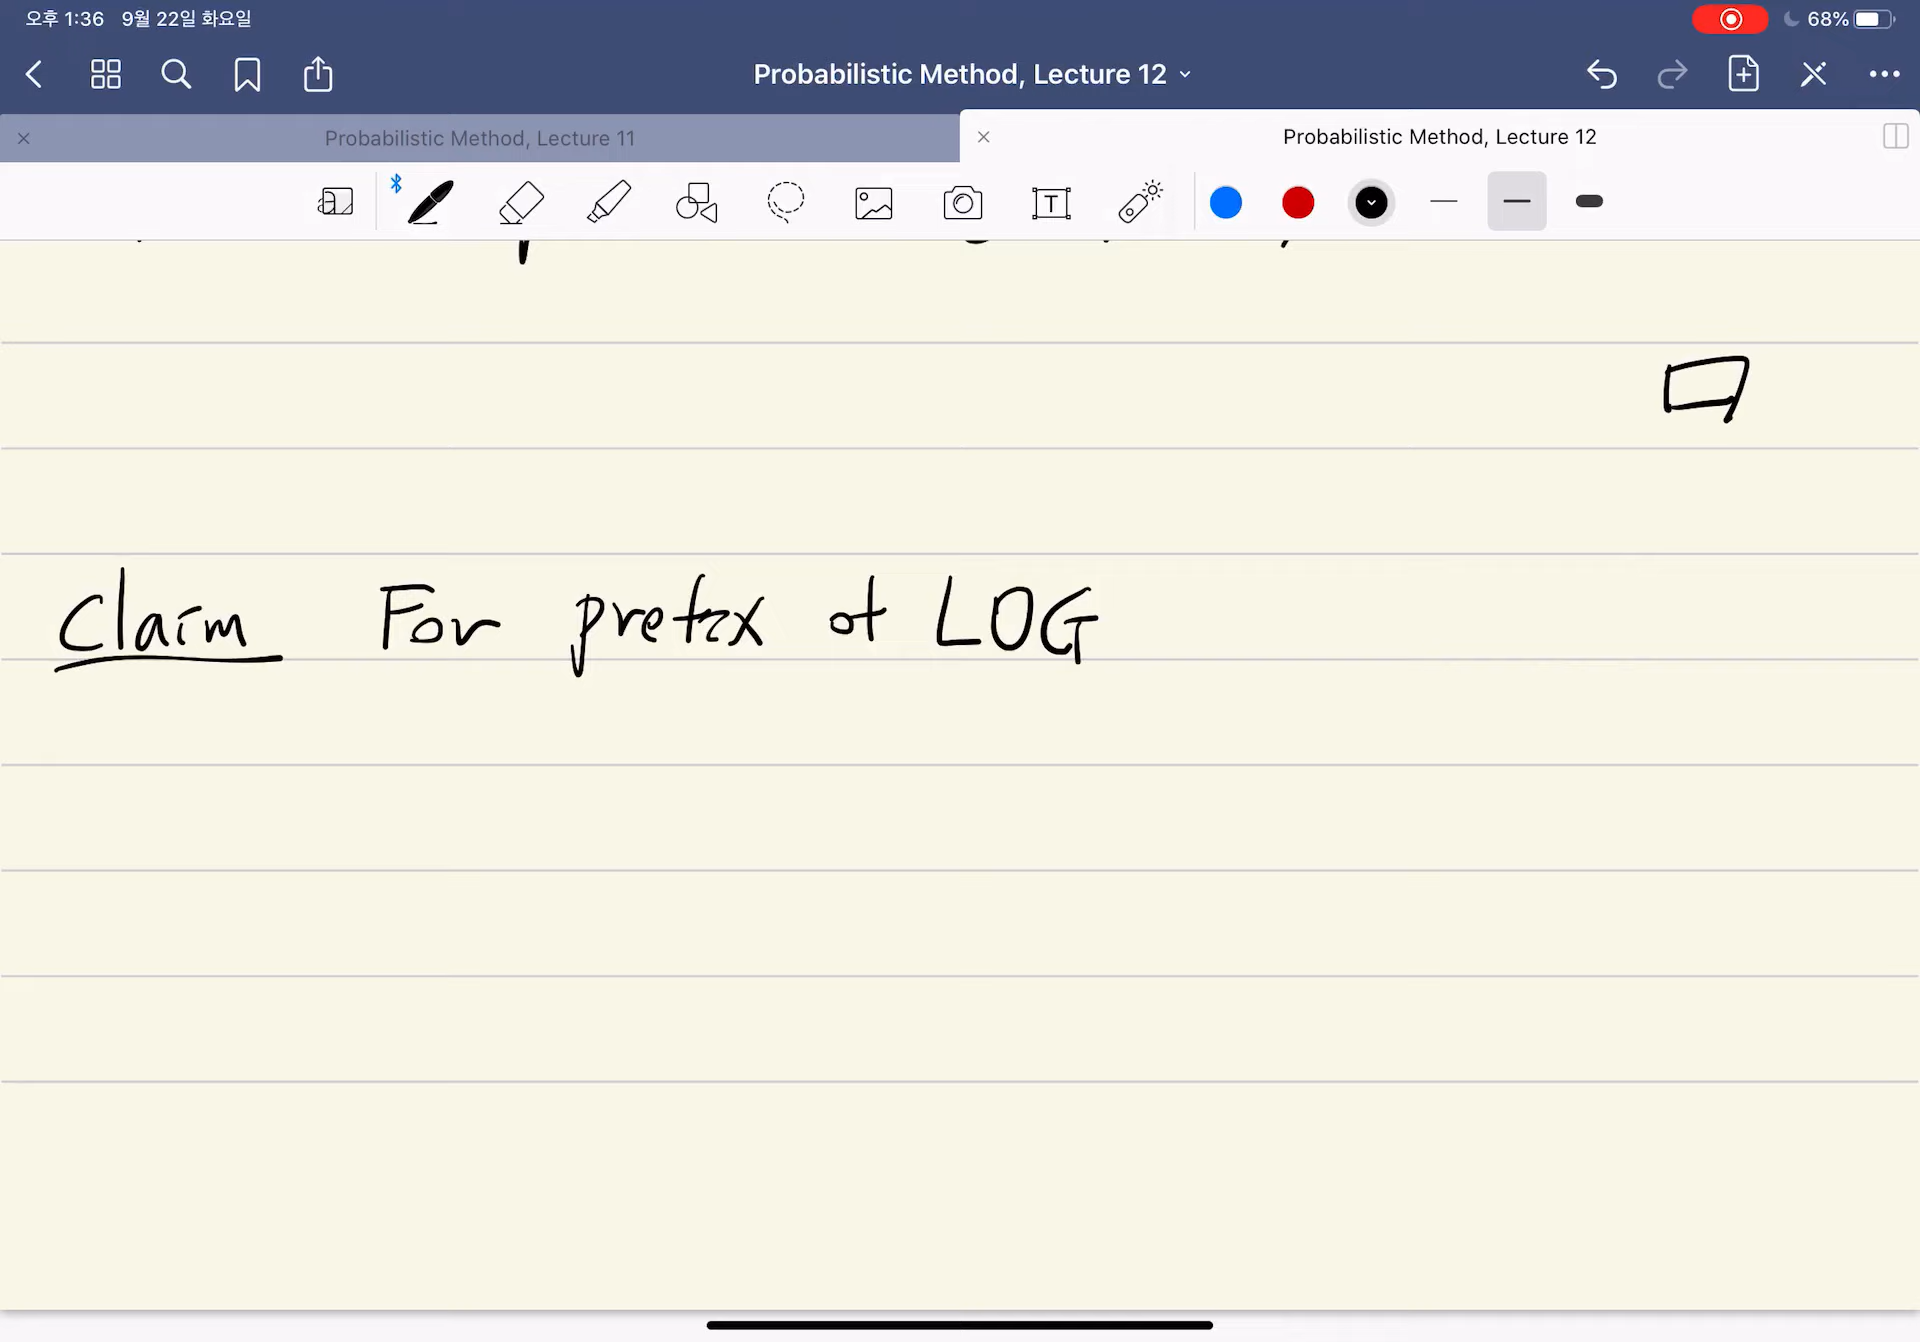 오후 1:36 9월 22일 화요일 68%
Probabilistic Method, Lecture 12
Probabilistic Method, Lecture 11 Probabilistic Method, Lecture 12
a T
Claim For prefix of LOG